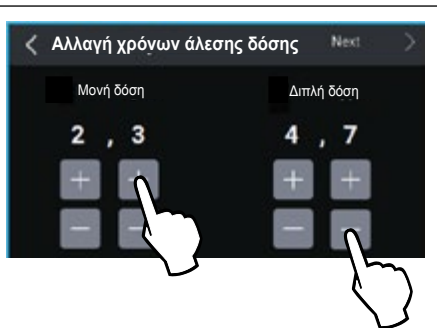 Αλλαγή χρόνων άλεσης δόσης Next
Μονή δόση Διπλή δόση
2 , 3 4 , 7
+ + + +
− − − −